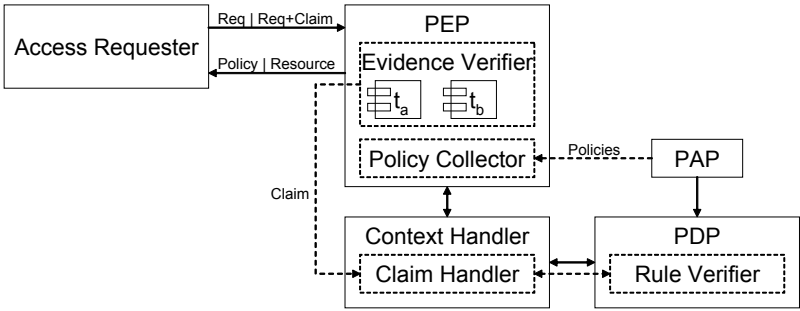 Access Requester
Req | Req+Claim
Policy | Resource
PEP
Evidence Verifier
ta
tb
Policy Collector
Policies
PAP
Claim
Context Handler
Claim Handler
PDP
Rule Verifier